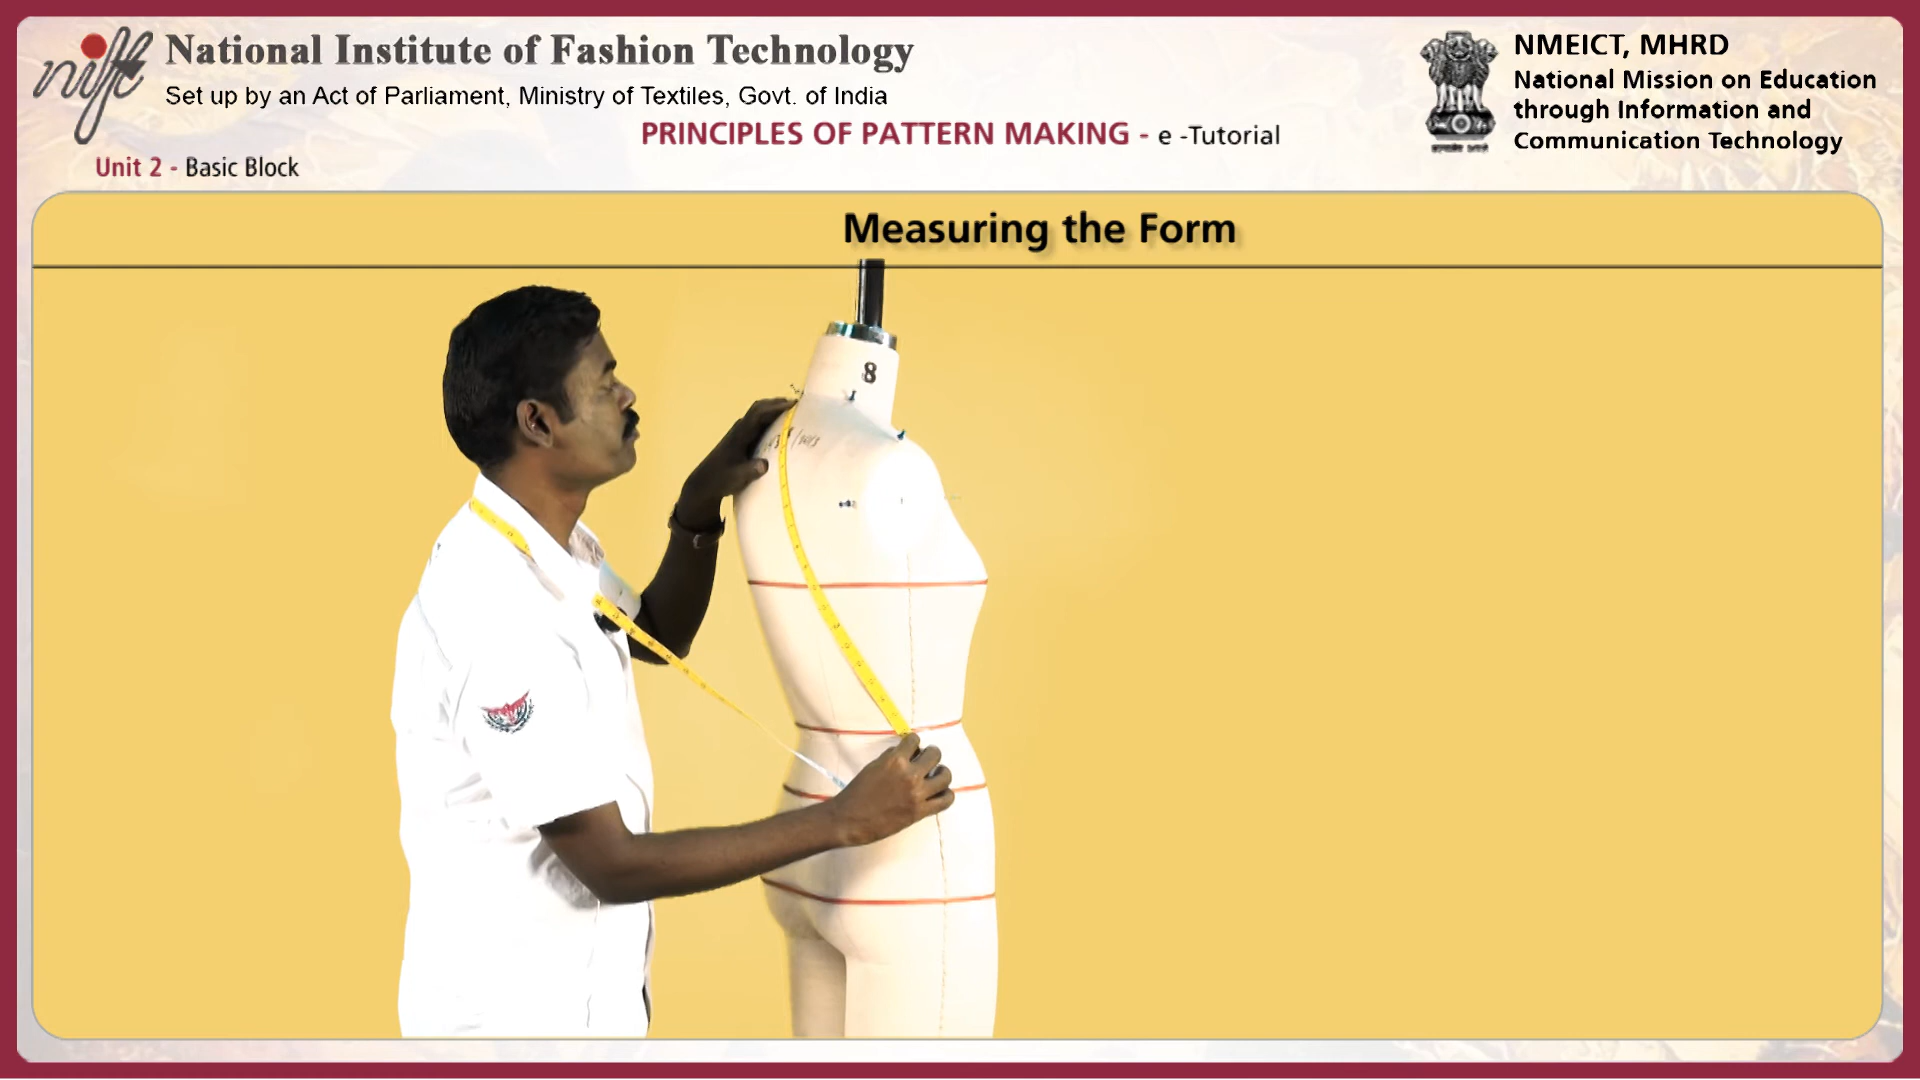 nift
National Institute of Fashion Technology
Set up by an Act of Parliament, Ministry of Textiles, Govt. of India
PRINCIPLES OF PATTERN MAKING - e -Tutorial
Unit 2 - Basic Block
NMEICT, MHRD
National Mission on Education
through Information and
Communication Technology
Measuring the Form
8